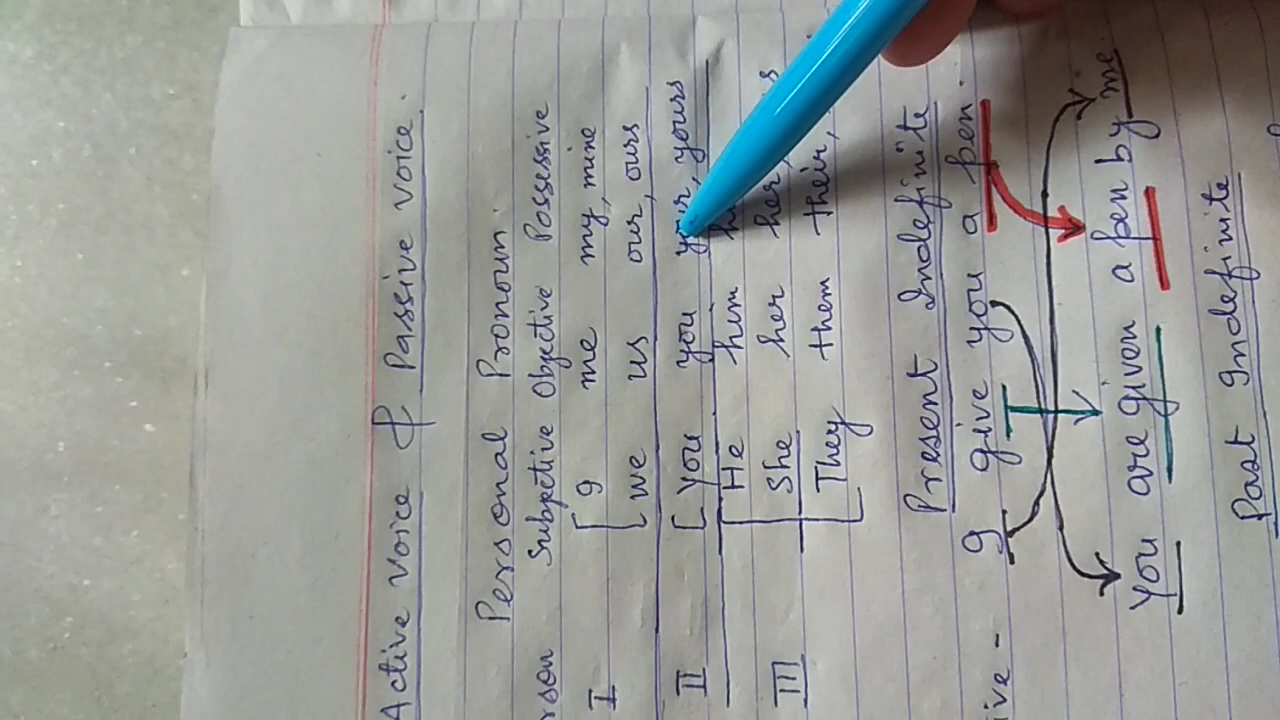 Active voice & Passive voice.
Personal Pronoun.
Subjective Objective Possessive
I I me my, mine
we us our, ours
II You you your, yours
He him
III She her her,
They them their,
Present Indefinite
I give you a pen.
You are given a pen by me.
Past Indefinite